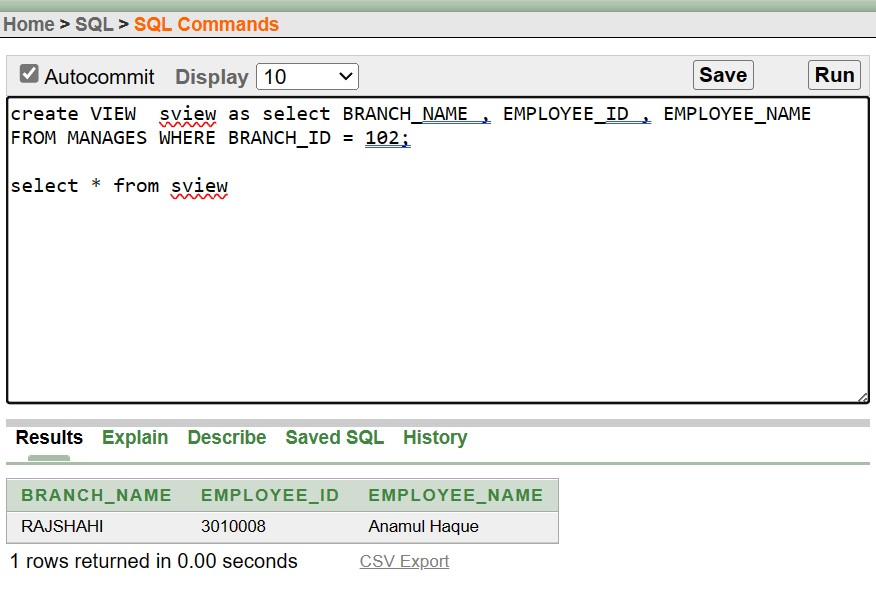 Home > SQL > SQL Commands
Autocommit Display 10 Save Run
create VIEW  sview as select BRANCH_NAME , EMPLOYEE_ID , EMPLOYEE_NAME
FROM MANAGES WHERE BRANCH_ID = 102;
select * from sview
Results Explain Describe Saved SQL History
BRANCH_NAME EMPLOYEE_ID EMPLOYEE_NAME
RAJSHAHI 3010008 Anamul Haque
1 rows returned in 0.00 seconds CSV Export